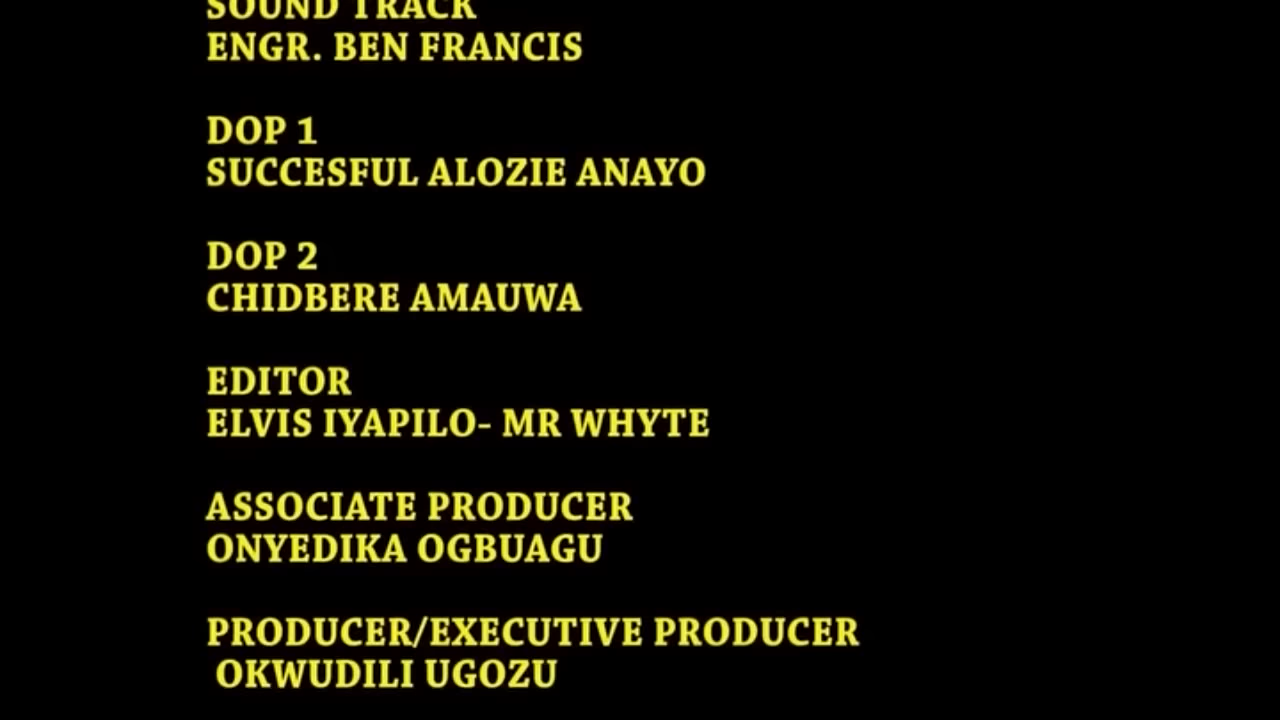 SOUND TRACK
ENGR. BEN FRANCIS
DOP 1
SUCCESFUL ALOZIE ANAYO
DOP 2
CHIDBERE AMAUWA
EDITOR
ELVIS IYAPILO- MR WHYTE
ASSOCIATE PRODUCER
ONYEDIKA OGBUAGU
PRODUCER/EXECUTIVE PRODUCER
OKWUDILI UGOZU